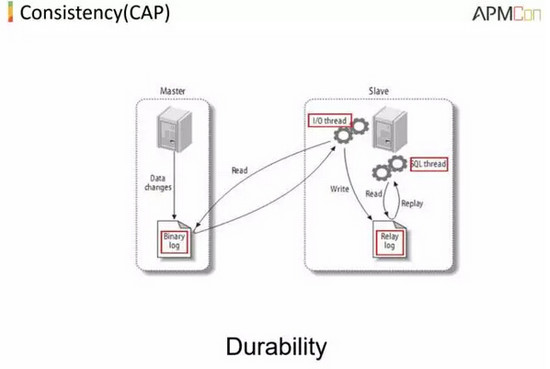 Consistency(CAP)
APMCon
Master
Slave
I/O thread
SQL thread
Data
changes
Read
Write
Read
Replay
Binary
log
Relay
log
Durability